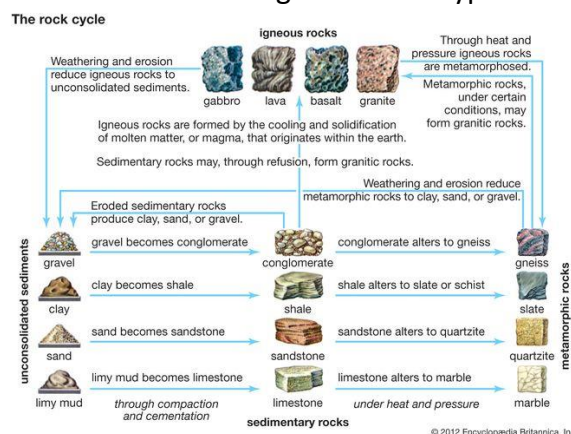 The rock cycle
igneous rocks
Weathering and erosion
reduce igneous rocks to
unconsolidated sediments.
Through heat and
pressure igneous rocks
are metamorphosed.
gabbro lava basalt granite
Metamorphic rocks,
under certain
conditions, may
form granitic rocks.
Igneous rocks are formed by the cooling and solidification
of molten matter, or magma, that originates within the earth.
Sedimentary rocks may, through refusion, form granitic rocks.
Weathering and erosion reduce
metamorphic rocks to clay, sand, or gravel.
Eroded sedimentary rocks
produce clay, sand, or gravel.
unconsolidated sediments
gravel
gravel becomes conglomerate
conglomerate
conglomerate alters to gneiss
gneiss
clay
clay becomes shale
shale
shale alters to slate or schist
slate
sand
sand becomes sandstone
sandstone
sandstone alters to quartzite
quartzite
limy mud
limy mud becomes limestone
limestone
limestone alters to marble
marble
metamorphic rocks
through compaction
and cementation
sedimentary rocks
under heat and pressure
© 2012 Encyclopædia Britannica, In